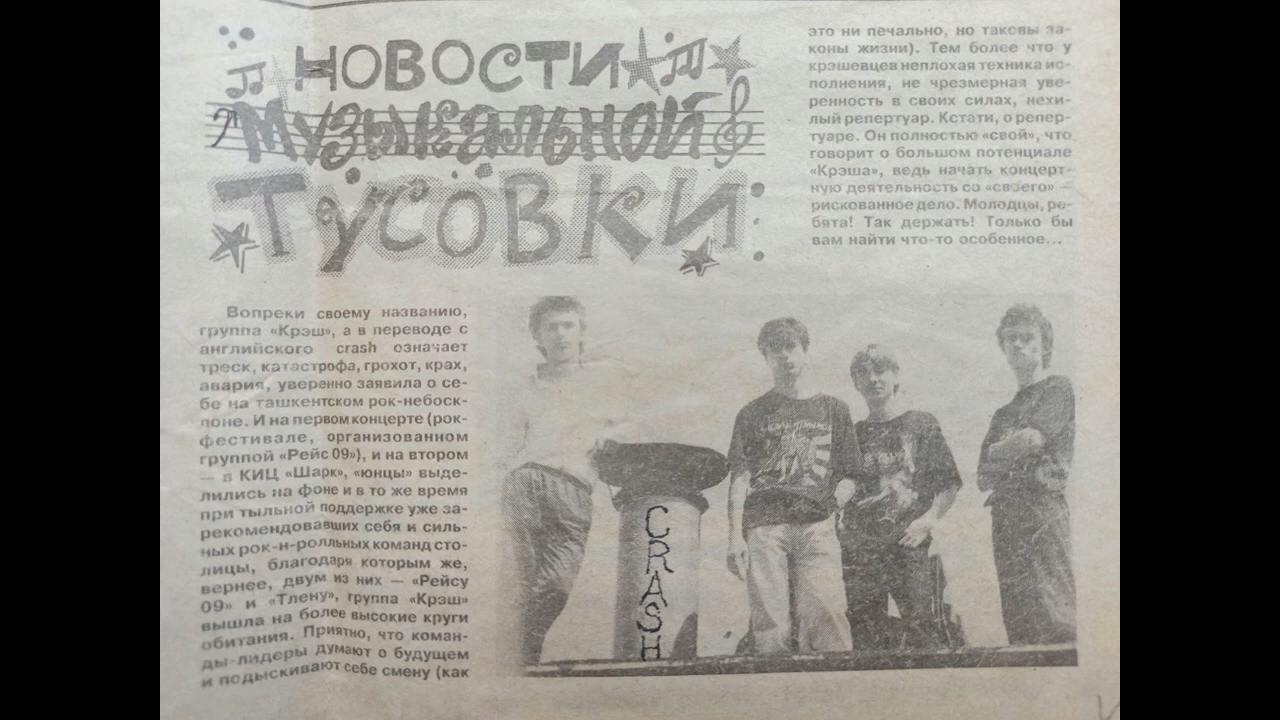 НОВОСТИ
МУЗЫКАЛЬНОЙ
ТУСОВКИ
Вопреки своему названию,
группа «Крэш», а в переводе с
английского crash означает
треск, катастрофа, грохот, крах,
авария, уверенно заявила о се-
бе на ташкентском рок-небоск-
лоне. И на первом концерте (рок-
фестивале, организованном
группой «Рейс 09»), и на втором
— в КИЦ «Шарк», «юнцы» выде-
лились на фоне и в то же время
при тыльной поддержке уже за-
рекомендовавших себя и силь-
ных рок-н-ролльных команд сто-
лицы, благодаря которым же,
вернее, двум из них — «Рейсу
09» и «Тлену», группа «Крэш»
вышла на более высокие круги
обитания. Приятно, что коман-
ды-лидеры думают о будущем
и подыскивают себе смену (как
это ни печально, но таковы за-
коны жизни). Тем более что у
крэшевцев неплохая техника ис-
полнения, не чрезмерная уве-
ренность в своих силах, нехи-
лый репертуар. Кстати, о репер-
туаре. Он полностью «свой», что
говорит о большом потенциале
«Крэша», ведь начать концерт-
ную деятельность со «своего» —
рискованное дело. Молодцы, ре-
бята! Так держать! Только бы
вам найти что-то особенное...
CRASH